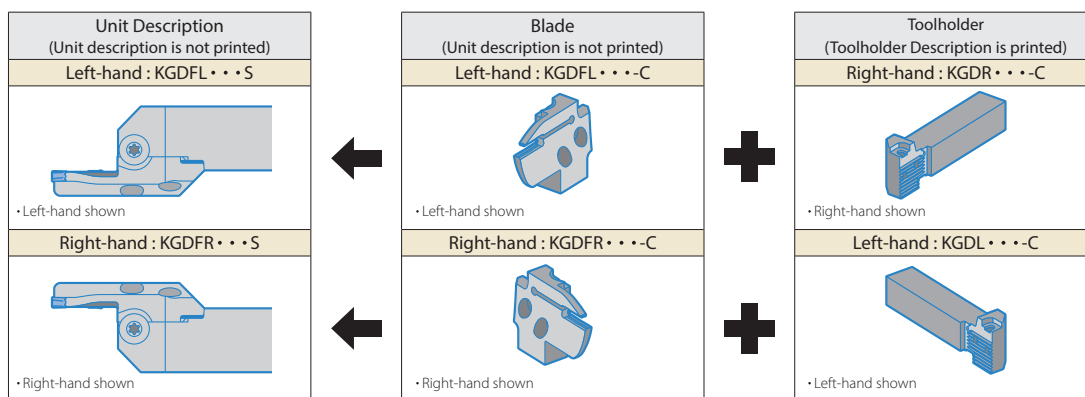 Unit Description
(Unit description is not printed)
Left-hand : KGDFL・・・S
・Left-hand shown
Right-hand : KGDFR・・・S
・Right-hand shown
Blade
(Unit description is not printed)
Left-hand : KGDFL・・・-C
・Left-hand shown
Right-hand : KGDFR・・・-C
・Right-hand shown
Toolholder
(Toolholder Description is printed)
Right-hand : KGDR・・・-C
・Right-hand shown
Left-hand : KGDL・・・-C
・Left-hand shown